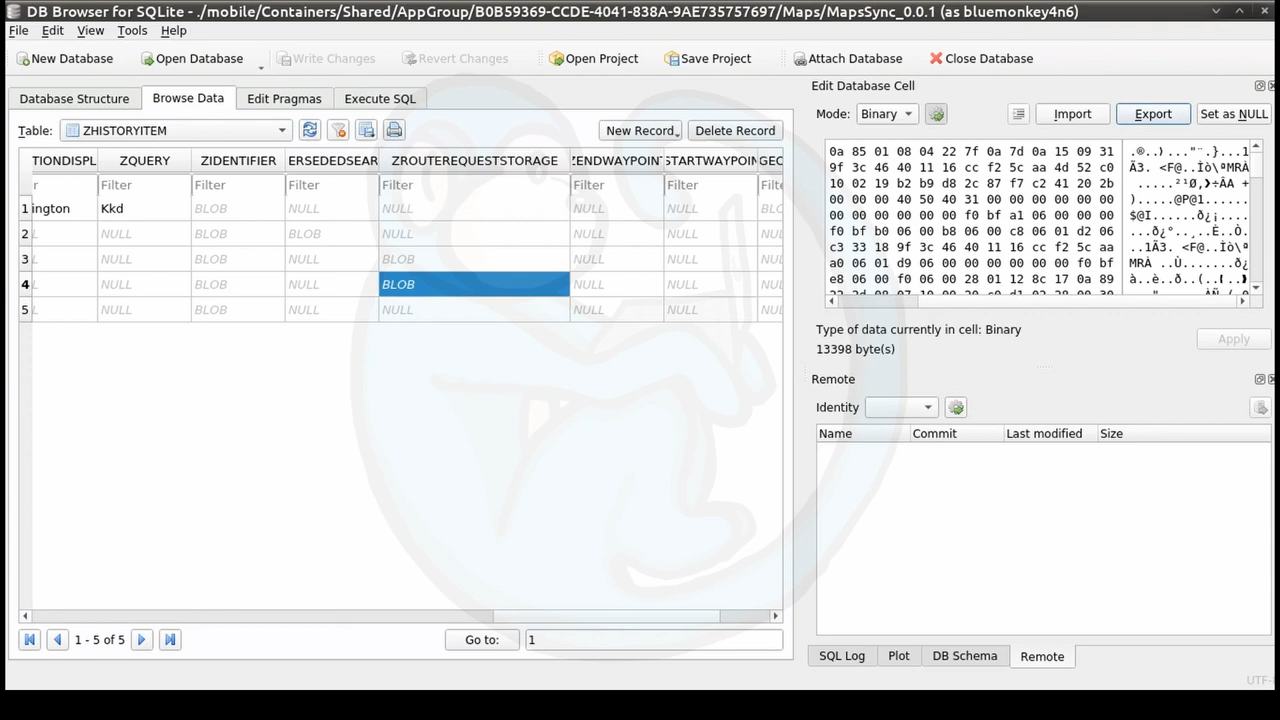 DB Browser for SQLite - ./mobile/Containers/Shared/AppGroup/B0B59369-CCDE-4041-838A-9AE735757697/Maps/MapsSync_0.0.1 (as bluemonkey4n6)
File Edit View Tools Help
New Database Open Database Write Changes Revert Changes Open Project Save Project Attach Database Close Database
Database Structure Browse Data Edit Pragmas Execute SQL
Table: ZHISTORYITEM New Record Delete Record
TIONDISPL ZQUERY ZIDENTIFIER ERSEDEDSEAR ZROUTEREQUESTSTORAGE ZENDWAYPOINT STARTWAYPOIN GEO
r Filter Filter Filter Filter Filter Filter Filte
1 ington Kkd BLOB NULL NULL NULL NULL BLO
2 L NULL BLOB BLOB NULL NULL NULL NUL
3 L NULL BLOB NULL BLOB NULL NULL NUL
4 L NULL BLOB NULL BLOB NULL NULL NUL
5 L NULL BLOB NULL NULL NULL NULL NUL
1 - 5 of 5 Go to: 1
Edit Database Cell
Mode: Binary Import Export Set as NULL
0a 85 01 08 04 22 7f 0a 7d 0a 15 09 31
9f 3c 46 40 11 16 cc f2 5c aa 4d 52 c0
10 02 19 b2 b9 d8 2c 87 f7 c2 41 20 2b
00 00 00 40 50 40 31 00 00 00 00 00 00
00 00 00 00 00 f0 bf a1 06 00 00 00 00
f0 bf b0 06 00 b8 06 00 c8 06 01 d2 06
c3 33 18 9f 3c 46 40 11 16 cc f2 5c aa
a0 06 01 d9 06 00 00 00 00 00 00 f0 bf
e8 06 00 f0 06 00 28 01 12 8c 17 0a 89
Type of data currently in cell: Binary
13398 byte(s)
Apply
Remote
Identity
Name Commit Last modified Size
SQL Log Plot DB Schema Remote